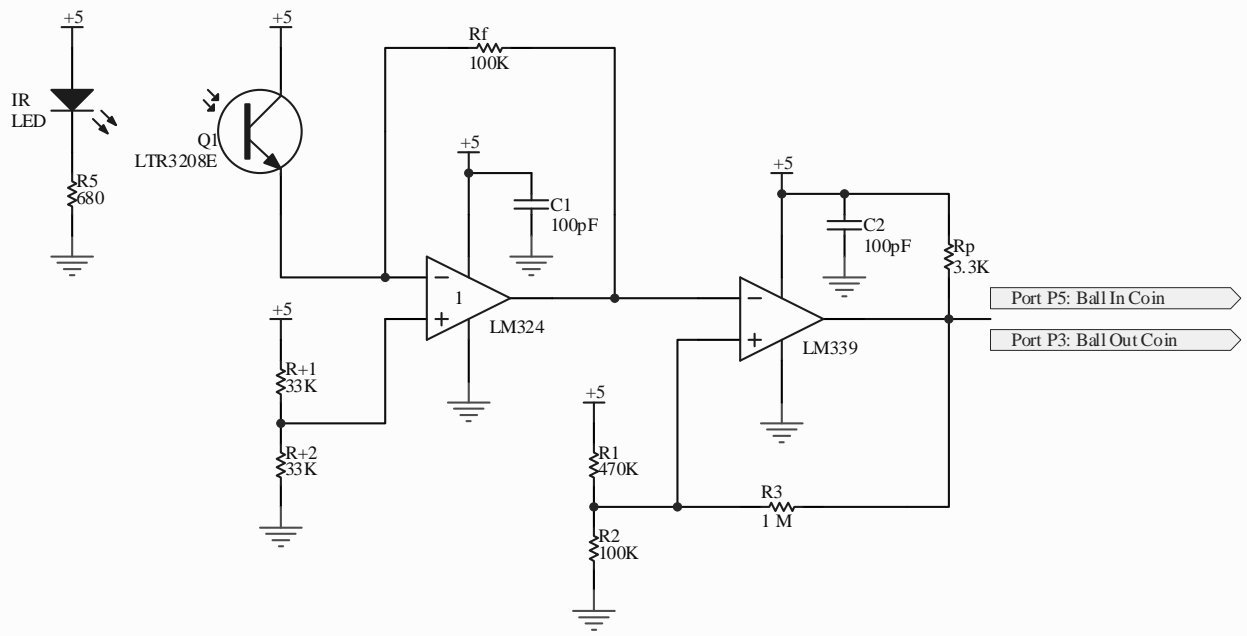 +5
IR
LED
R5
680
+5
Q1
LTR3208E
Rf
100K
+5
C1
100pF
−
1
+
LM324
+5
R+1
33K
R+2
33K
+5
C2
100pF
Rp
3.3K
−
+
LM339
Port P5: Ball In Coin
Port P3: Ball Out Coin
+5
R1
470K
R2
100K
R3
1 M